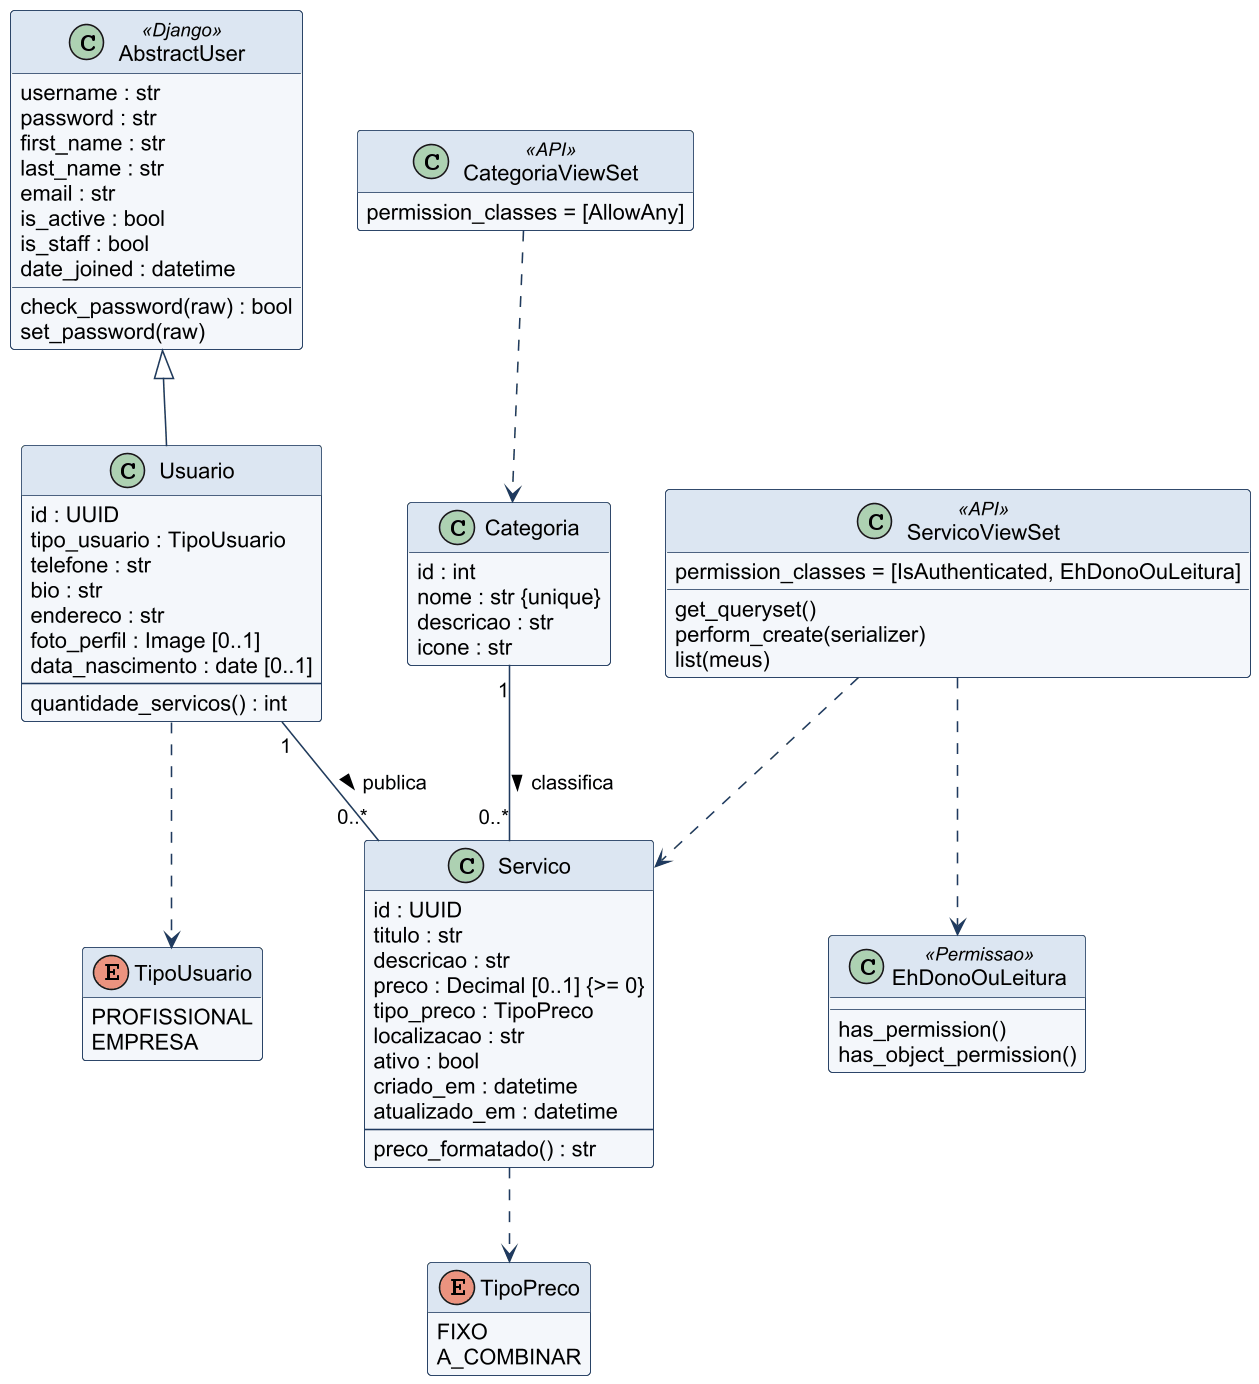 «Django»
C
AbstractUser
username : str
password : str
first_name : str
last_name : str
email : str
is_active : bool
is_staff : bool
date_joined : datetime
check_password(raw) : bool
set_password(raw)
«API»
C
CategoriaViewSet
permission_classes = [AllowAny]
C Usuario
id : UUID
tipo_usuario : TipoUsuario
telefone : str
bio : str
endereco : str
foto_perfil : Image [0..1]
data_nascimento : date [0..1]
quantidade_servicos() : int
C Categoria
id : int
nome : str {unique}
descricao : str
icone : str
«API»
C
ServicoViewSet
permission_classes = [IsAuthenticated, EhDonoOuLeitura]
get_queryset()
perform_create(serializer)
list(meus)
1
publica
0..*
1
classifica
0..*
C Servico
id : UUID
titulo : str
descricao : str
preco : Decimal [0..1] {>= 0}
tipo_preco : TipoPreco
localizacao : str
ativo : bool
criado_em : datetime
atualizado_em : datetime
preco_formatado() : str
E TipoUsuario
PROFISSIONAL
EMPRESA
«Permissao»
C
EhDonoOuLeitura
has_permission()
has_object_permission()
E TipoPreco
FIXO
A_COMBINAR